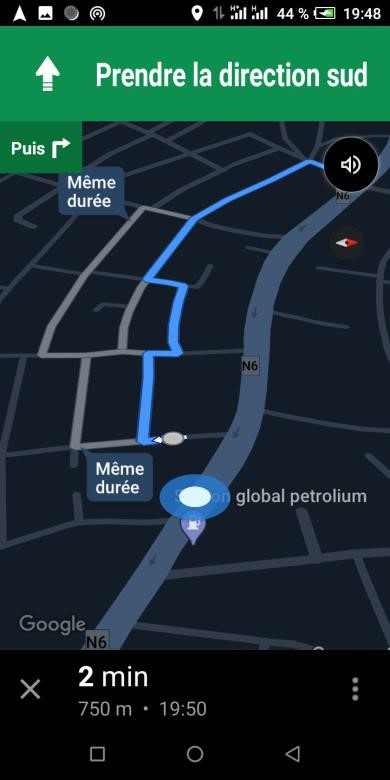 44 % 19:48
Prendre la direction sud
Puis
Même
durée
N6
N6
Même
durée
global petrolium
Google
N6
2 min
750 m • 19:50